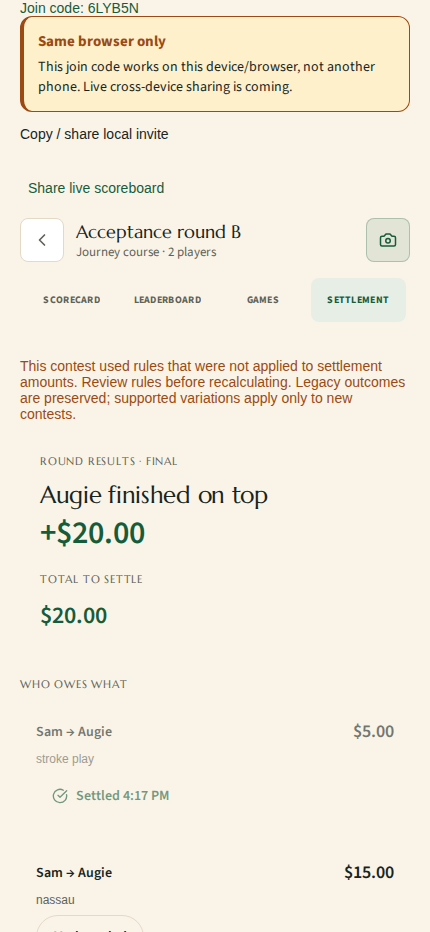 Join code: 6LYB5N
Same browser only
This join code works on this device/browser, not another
phone. Live cross-device sharing is coming.
Copy / share local invite
Share live scoreboard
Acceptance round B
Journey course · 2 players
SCORECARD
LEADERBOARD
GAMES
SETTLEMENT
This contest used rules that were not applied to settlement
amounts. Review rules before recalculating. Legacy outcomes
are preserved; supported variations apply only to new
contests.
ROUND RESULTS · FINAL
Augie finished on top
+$20.00
TOTAL TO SETTLE
$20.00
WHO OWES WHAT
Sam → Augie $5.00
stroke play
Settled 4:17 PM
Sam → Augie $15.00
nassau